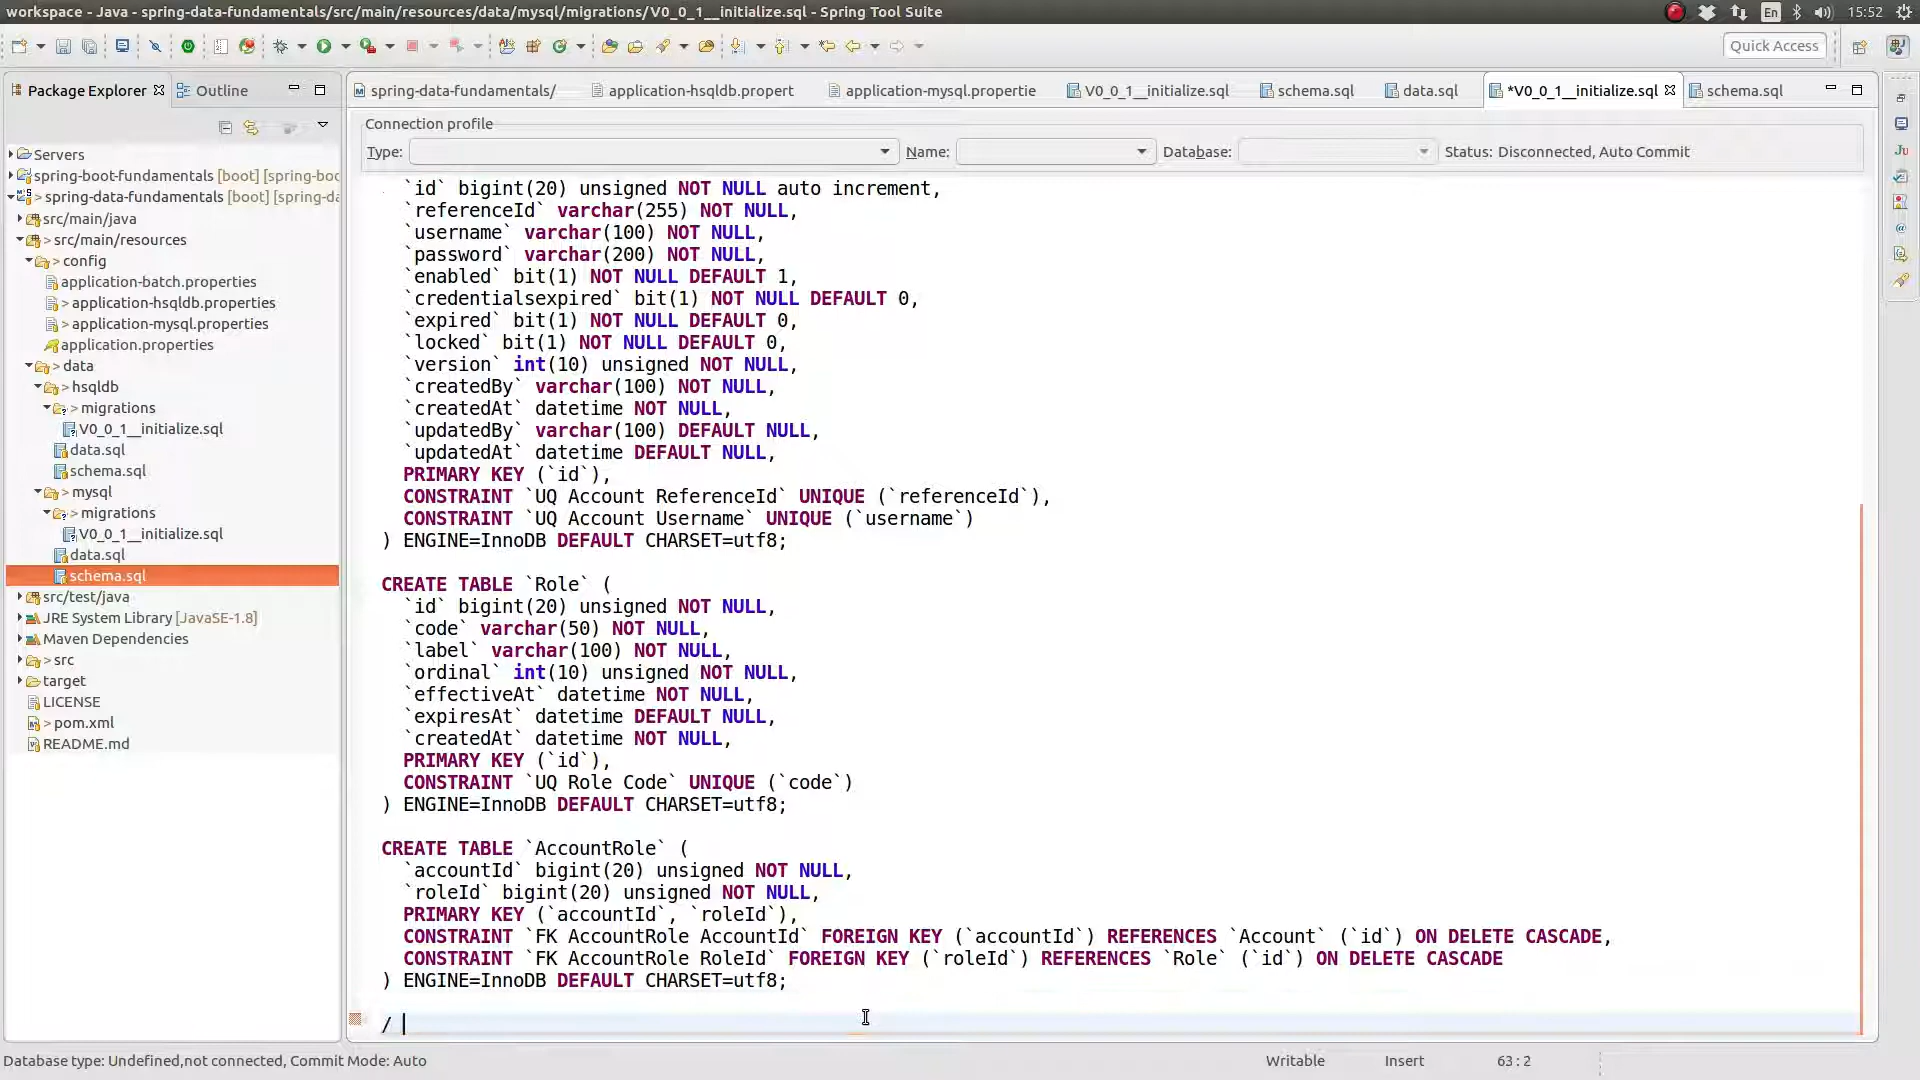 workspace - Java - spring-data-fundamentals/src/main/resources/data/mysql/migrations/V0_0_1__initialize.sql - Spring Tool Suite
En
15:52
Quick Access
Package Explorer
Outline
spring-data-fundamentals/
application-hsqldb.propert
application-mysql.propertie
V0_0_1__initialize.sql
schema.sql
data.sql
*V0_0_1__initialize.sql
schema.sql
Connection profile
Type:
Name:
Database:
Status: Disconnected, Auto Commit
Servers
spring-boot-fundamentals [boot] [spring-boo
> spring-data-fundamentals [boot] [spring-da
src/main/java
> src/main/resources
> config
application-batch.properties
> application-hsqldb.properties
> application-mysql.properties
application.properties
> data
> hsqldb
> migrations
V0_0_1__initialize.sql
data.sql
schema.sql
> mysql
> migrations
V0_0_1__initialize.sql
data.sql
schema.sql
src/test/java
JRE System Library [JavaSE-1.8]
Maven Dependencies
> src
target
LICENSE
> pom.xml
README.md
`id` bigint(20) unsigned NOT NULL auto increment,
`referenceId` varchar(255) NOT NULL,
`username` varchar(100) NOT NULL,
`password` varchar(200) NOT NULL,
`enabled` bit(1) NOT NULL DEFAULT 1,
`credentialsexpired` bit(1) NOT NULL DEFAULT 0,
`expired` bit(1) NOT NULL DEFAULT 0,
`locked` bit(1) NOT NULL DEFAULT 0,
`version` int(10) unsigned NOT NULL,
`createdBy` varchar(100) NOT NULL,
`createdAt` datetime NOT NULL,
`updatedBy` varchar(100) DEFAULT NULL,
`updatedAt` datetime DEFAULT NULL,
PRIMARY KEY (`id`),
CONSTRAINT `UQ Account ReferenceId` UNIQUE (`referenceId`),
CONSTRAINT `UQ Account Username` UNIQUE (`username`)
) ENGINE=InnoDB DEFAULT CHARSET=utf8;
CREATE TABLE `Role` (
`id` bigint(20) unsigned NOT NULL,
`code` varchar(50) NOT NULL,
`label` varchar(100) NOT NULL,
`ordinal` int(10) unsigned NOT NULL,
`effectiveAt` datetime NOT NULL,
`expiresAt` datetime DEFAULT NULL,
`createdAt` datetime NOT NULL,
PRIMARY KEY (`id`),
CONSTRAINT `UQ Role Code` UNIQUE (`code`)
) ENGINE=InnoDB DEFAULT CHARSET=utf8;
CREATE TABLE `AccountRole` (
`accountId` bigint(20) unsigned NOT NULL,
`roleId` bigint(20) unsigned NOT NULL,
PRIMARY KEY (`accountId`, `roleId`),
CONSTRAINT `FK AccountRole AccountId` FOREIGN KEY (`accountId`) REFERENCES `Account` (`id`) ON DELETE CASCADE,
CONSTRAINT `FK AccountRole RoleId` FOREIGN KEY (`roleId`) REFERENCES `Role` (`id`) ON DELETE CASCADE
) ENGINE=InnoDB DEFAULT CHARSET=utf8;
/
Database type: Undefined,not connected, Commit Mode: Auto
Writable
Insert
63 : 2